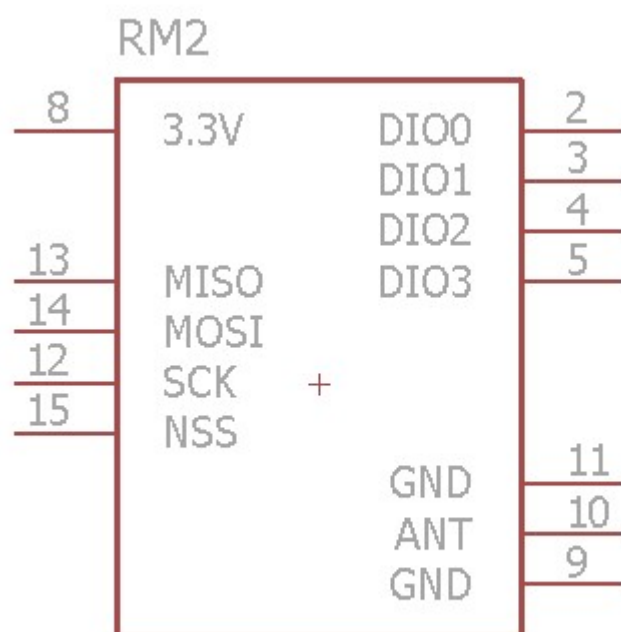 RM2
8 3.3V DIO0 2
DIO1 3
DIO2 4
13 MISO DIO3 5
14 MOSI
12 SCK
15 NSS
GND 11
ANT 10
GND 9